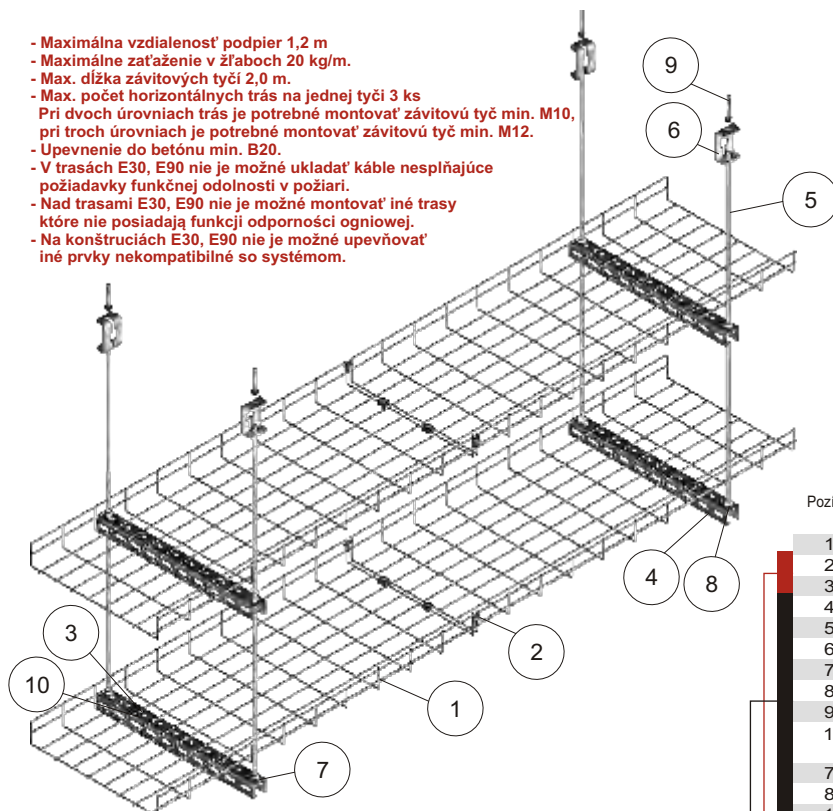 - Maximálna vzdialenosť podpier 1,2 m
- Maximálne zaťaženie v žľaboch 20 kg/m.
- Max. dĺžka závitových tyčí 2,0 m.
- Max. počet horizontálnych trás na jednej tyči 3 ks
Pri dvoch úrovniach trás je potrebné montovať závitovú tyč min. M10,
pri troch úrovniach je potrebné montovať závitovú tyč min. M12.
- Upevnenie do betónu min. B20.
- V trasách E30, E90 nie je možné ukladať káble nespĺňajúce
požiadavky funkčnej odolnosti v požiari.
- Nad trasami E30, E90 nie je možné montovať iné trasy
które nie posiadają funkcji odporności ogniowej.
- Na konštruciách E30, E90 nie je možné upevňovať
iné prvky nekompatibilné so systémom.
9
6
5
4
8
3
2
10
1
7
Pozi
1
2
3
4
5
6
7
8
9
1
7
8